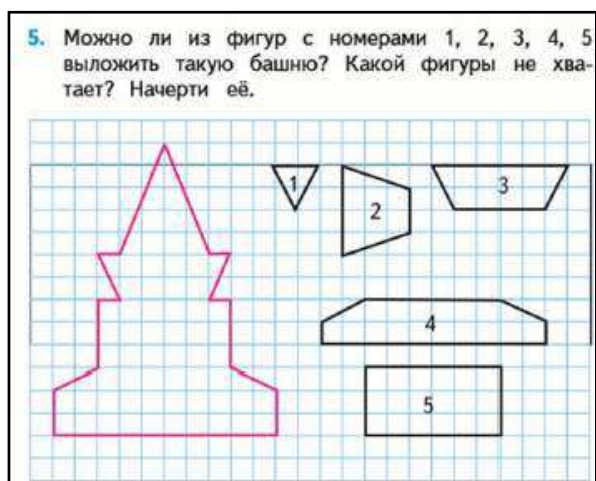 5. Можно ли из фигур с номерами 1, 2, 3, 4, 5
выложить такую башню? Какой фигуры не хва-
тает? Начерти её.
1
2
3
4
5